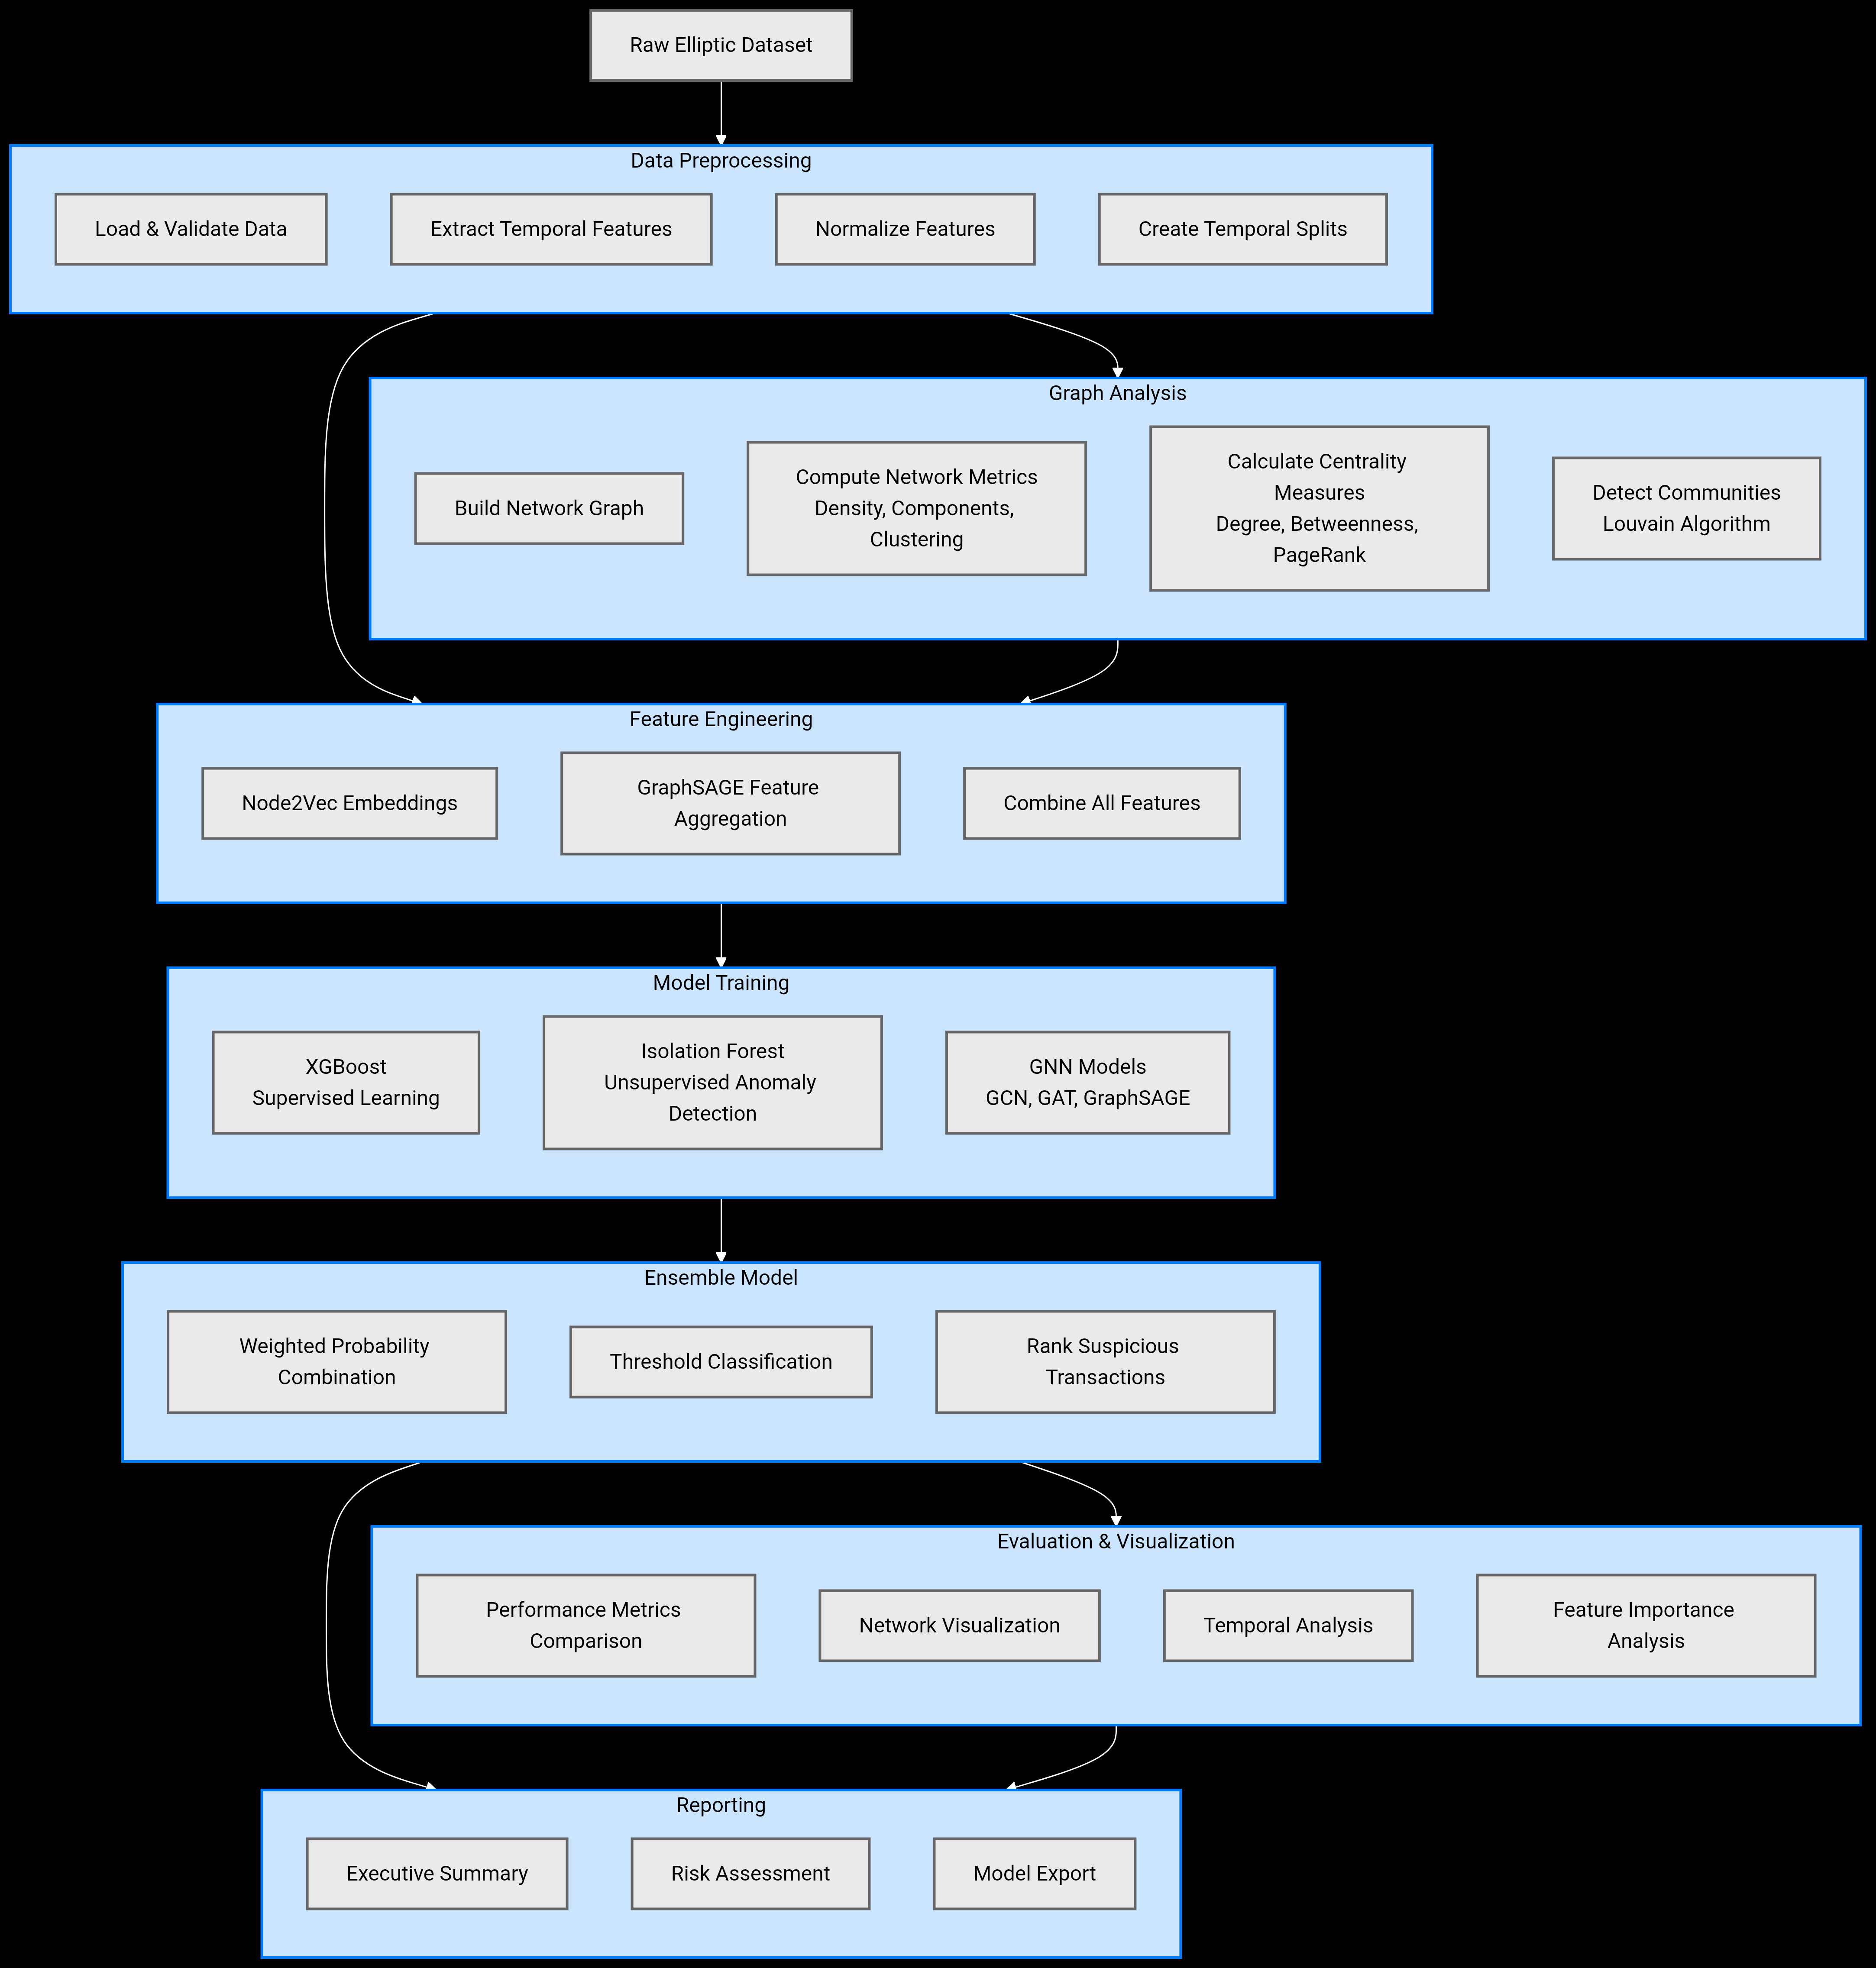 Raw Elliptic Dataset
Data Preprocessing
Load & Validate Data
Extract Temporal Features
Normalize Features
Create Temporal Splits
Graph Analysis
Build Network Graph
Compute Network Metrics
Density, Components,
Clustering
Calculate Centrality
Measures
Degree, Betweenness,
PageRank
Detect Communities
Louvain Algorithm
Feature Engineering
Node2Vec Embeddings
GraphSAGE Feature
Aggregation
Combine All Features
Model Training
XGBoost
Supervised Learning
Isolation Forest
Unsupervised Anomaly
Detection
GNN Models
GCN, GAT, GraphSAGE
Ensemble Model
Weighted Probability
Combination
Threshold Classification
Rank Suspicious
Transactions
Evaluation & Visualization
Performance Metrics
Comparison
Network Visualization
Temporal Analysis
Feature Importance
Analysis
Reporting
Executive Summary
Risk Assessment
Model Export